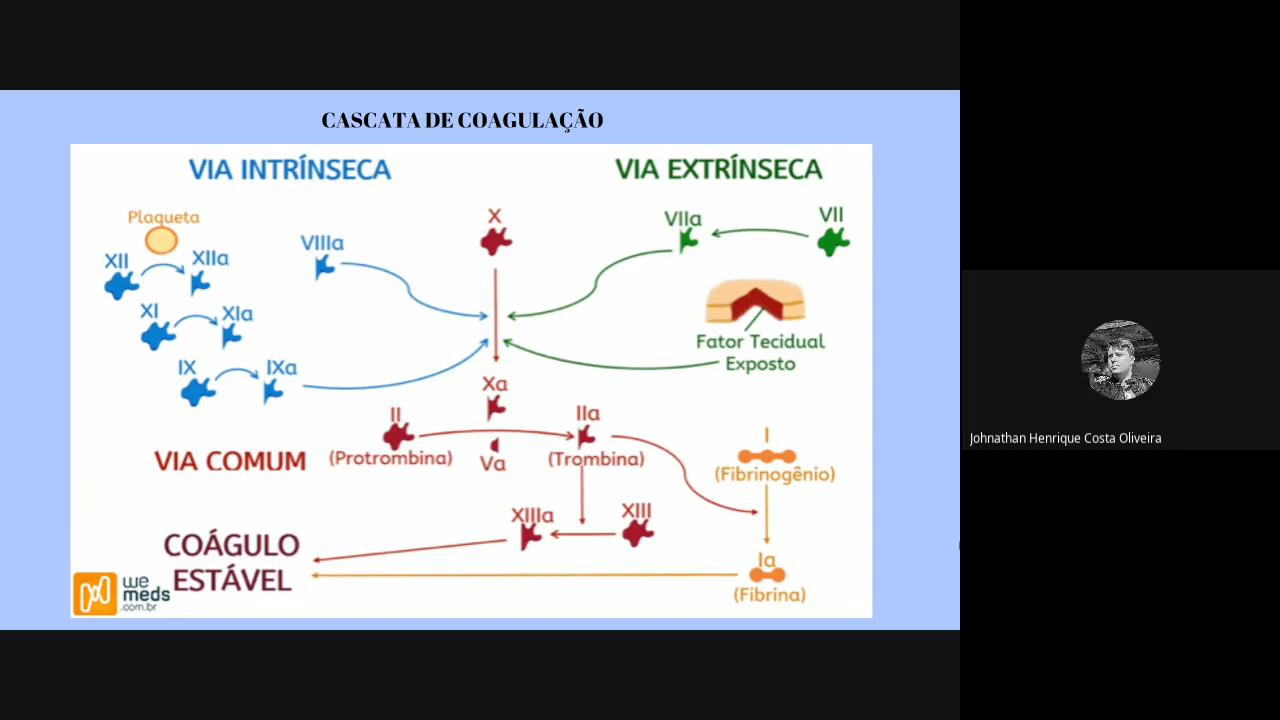 CASCATA DE COAGULAÇÃO
VIA INTRÍNSECA
VIA EXTRÍNSECA
Plaqueta
XII
XIIa
VIIIa
X
VIIa
VII
XI
XIa
IX
IXa
Fator Tecidual
Exposto
Xa
II
(Protrombina)
Va
IIa
(Trombina)
I
(Fibrinogênio)
VIA COMUM
XIIIa
XIII
COÁGULO
ESTÁVEL
Ia
(Fibrina)
we
meds
.com.br
Johnathan Henrique Costa Oliveira